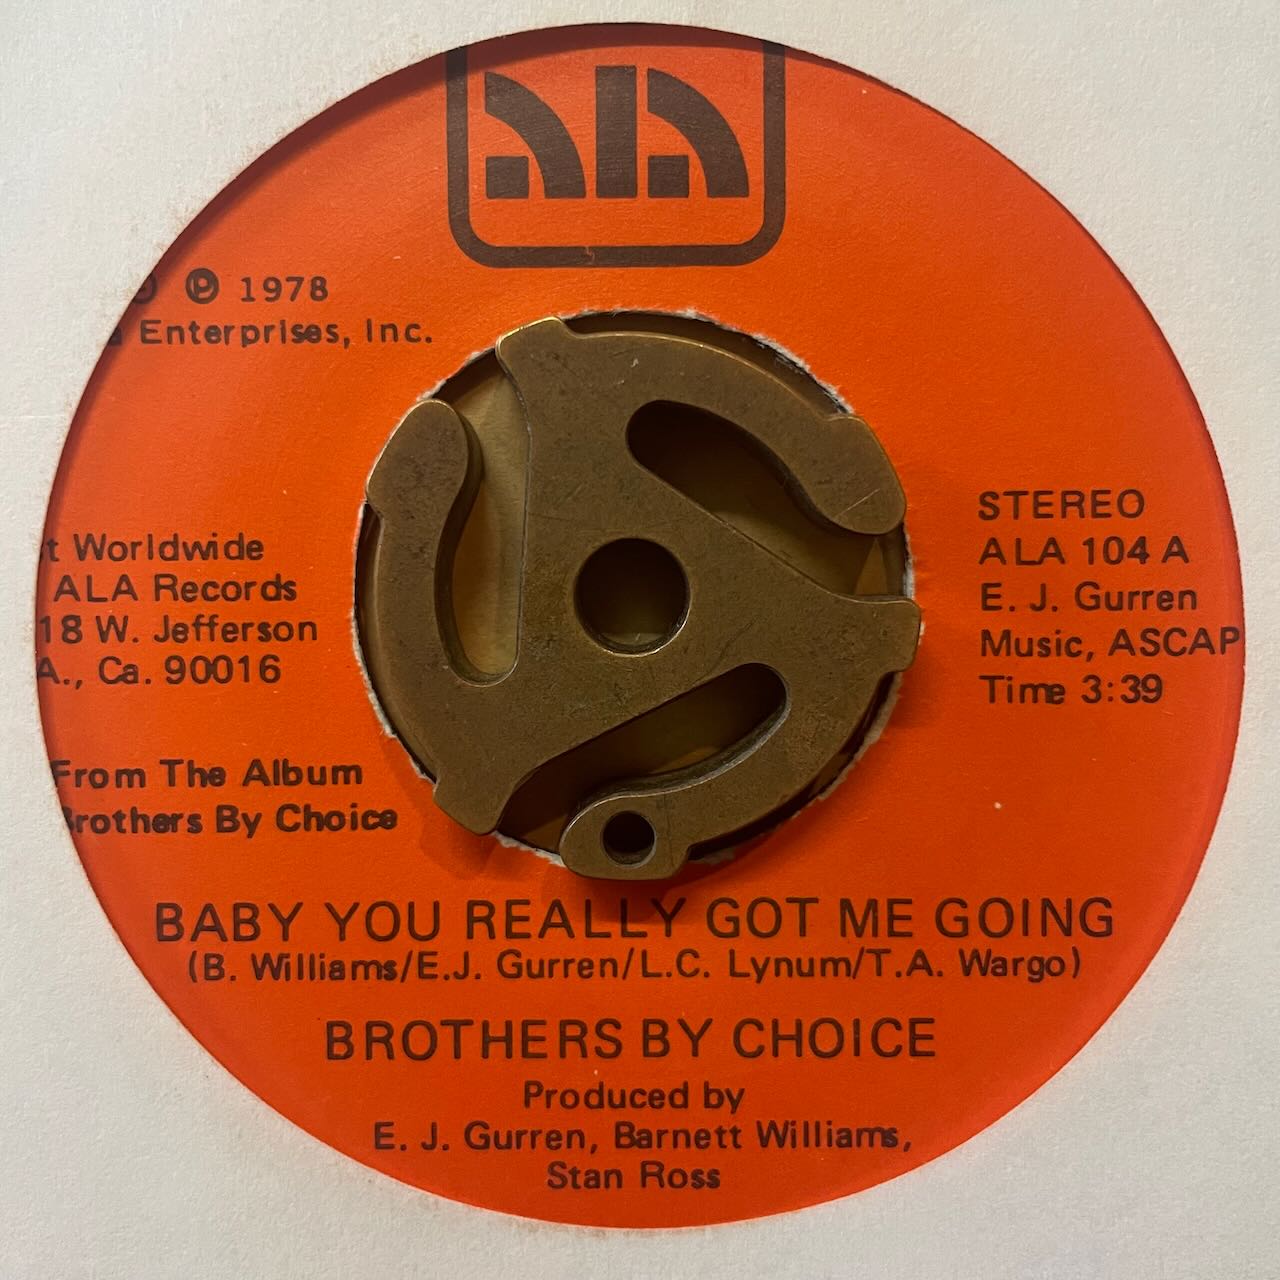 ALA
℗ 1978
Enterprises, Inc.
Worldwide
ALA Records
18 W. Jefferson
A., Ca. 90016
From The Album
Brothers By Choice
STEREO
ALA 104 A
E. J. Gurren
Music, ASCAP
Time 3:39
BABY YOU REALLY GOT ME GOING
(B. Williams/E.J. Gurren/L.C. Lynum/T.A. Wargo)
BROTHERS BY CHOICE
Produced by
E. J. Gurren, Barnett Williams,
Stan Ross